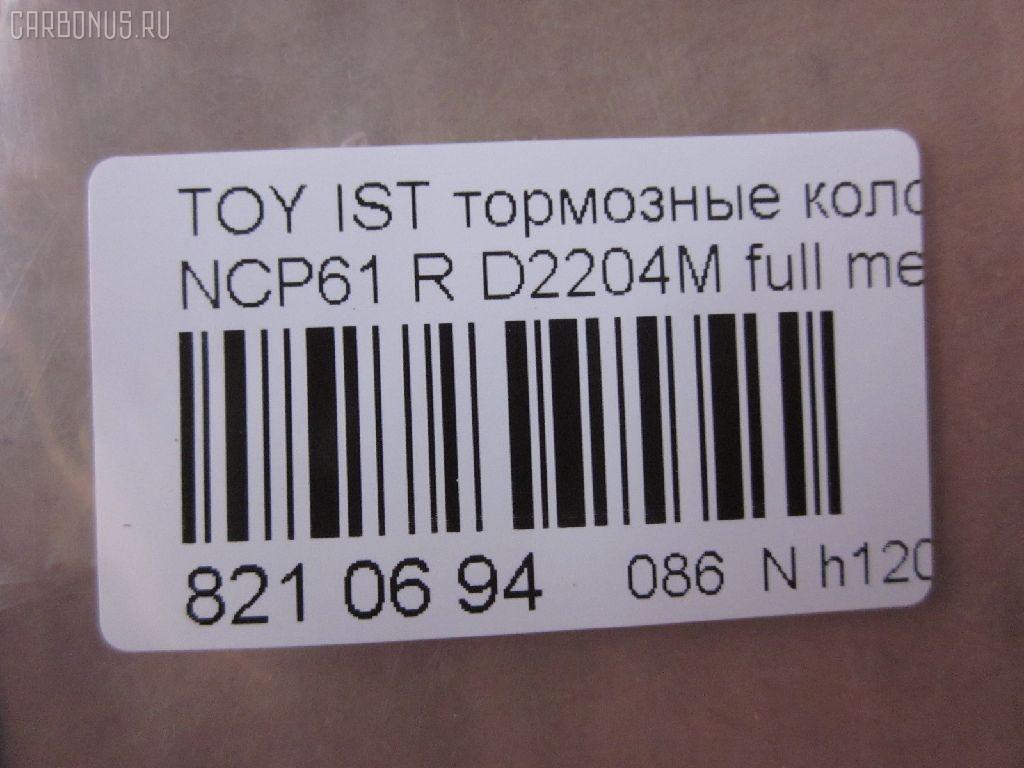 CARBONUS.RU
TOY IST тормозные коло
NCP61 R D2204M full me
821 06 94 086 N h120